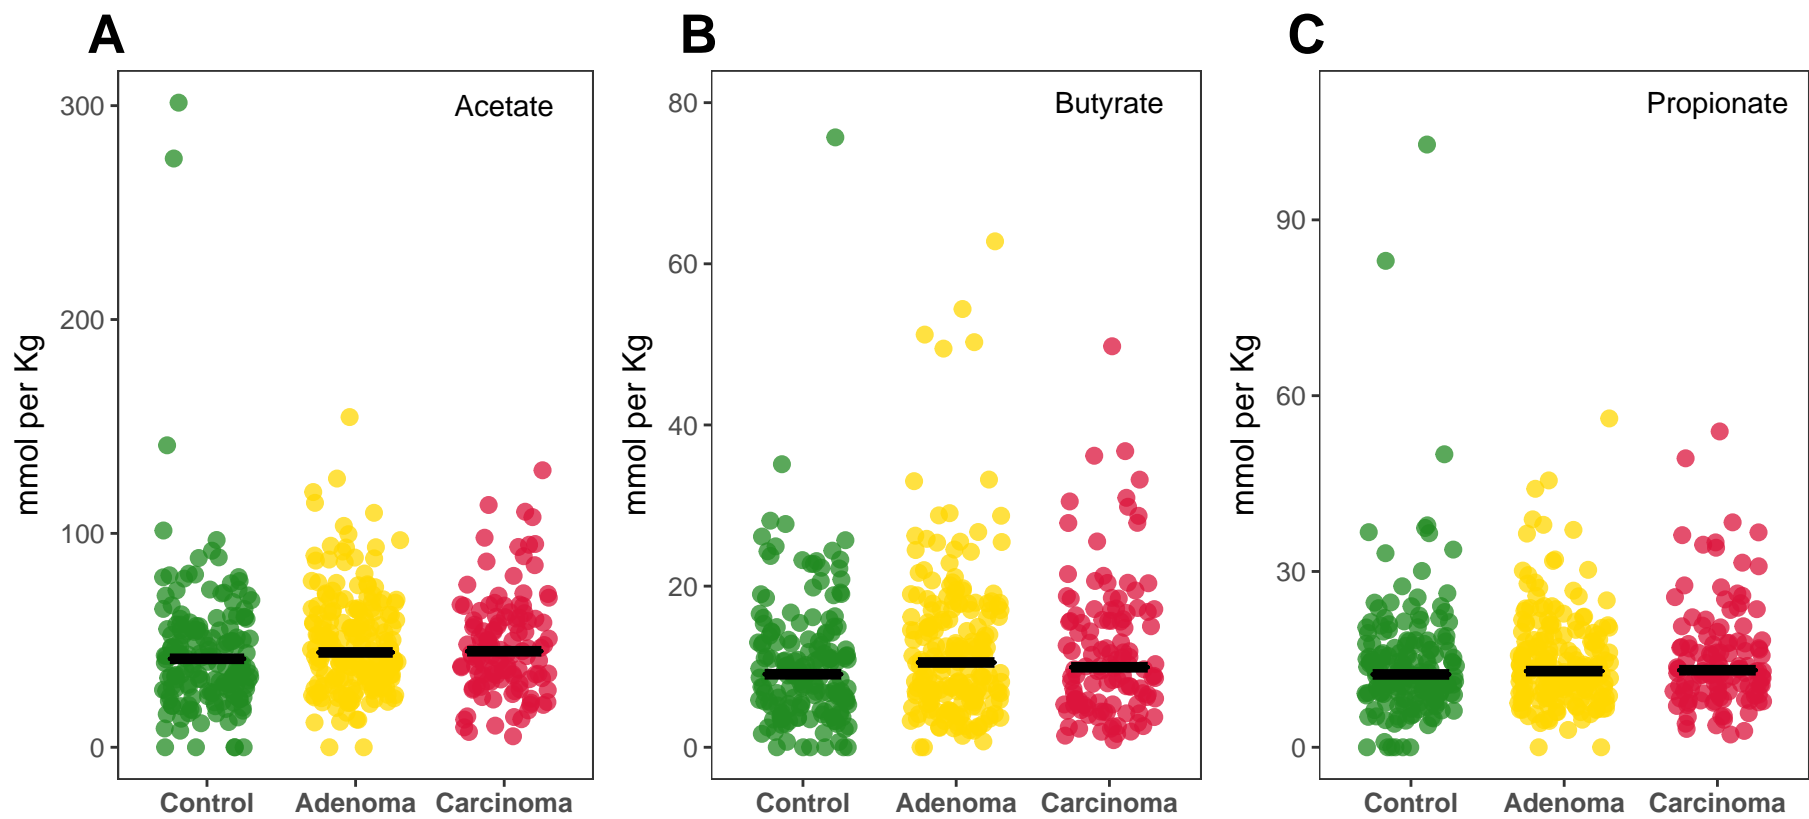 A
B
C
Acetate
Butyrate
Propionate
mmol per Kg
300
200
100
0
mmol per Kg
80
60
40
20
0
mmol per Kg
90
60
30
0
Control Adenoma Carcinoma
Control Adenoma Carcinoma
Control Adenoma Carcinoma